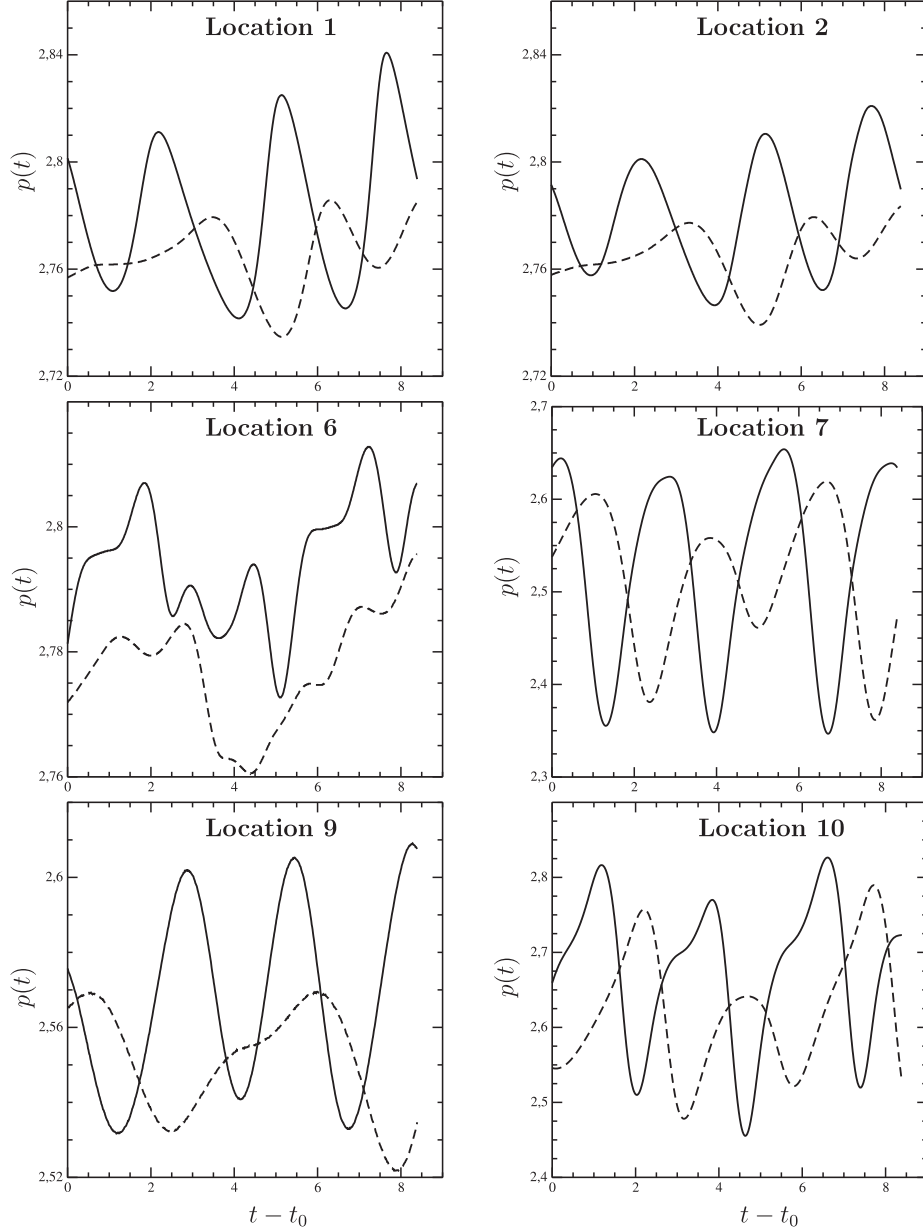 Location 1
2,84
2,8
2,76
2,72
p(t)
0 2 4 6 8
Location 2
2,84
2,8
2,76
2,72
p(t)
0 2 4 6 8
Location 6
2,8
2,78
2,76
p(t)
0 2 4 6 8
Location 7
2,7
2,6
2,5
2,4
2,3
p(t)
0 2 4 6 8
Location 9
2,6
2,56
2,52
p(t)
0 2 4 6 8
t − t₀
Location 10
2,8
2,7
2,6
2,5
2,4
p(t)
0 2 4 6 8
t − t₀